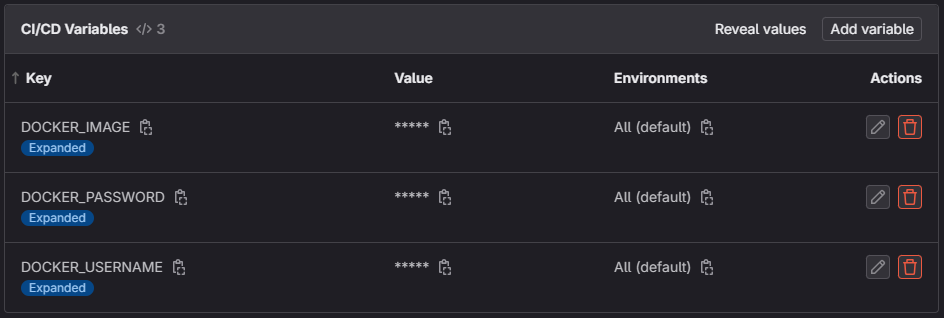 CI/CD Variables </> 3 Reveal values Add variable
↑ Key Value Environments Actions
DOCKER_IMAGE ***** All (default)
Expanded
DOCKER_PASSWORD ***** All (default)
Expanded
DOCKER_USERNAME ***** All (default)
Expanded